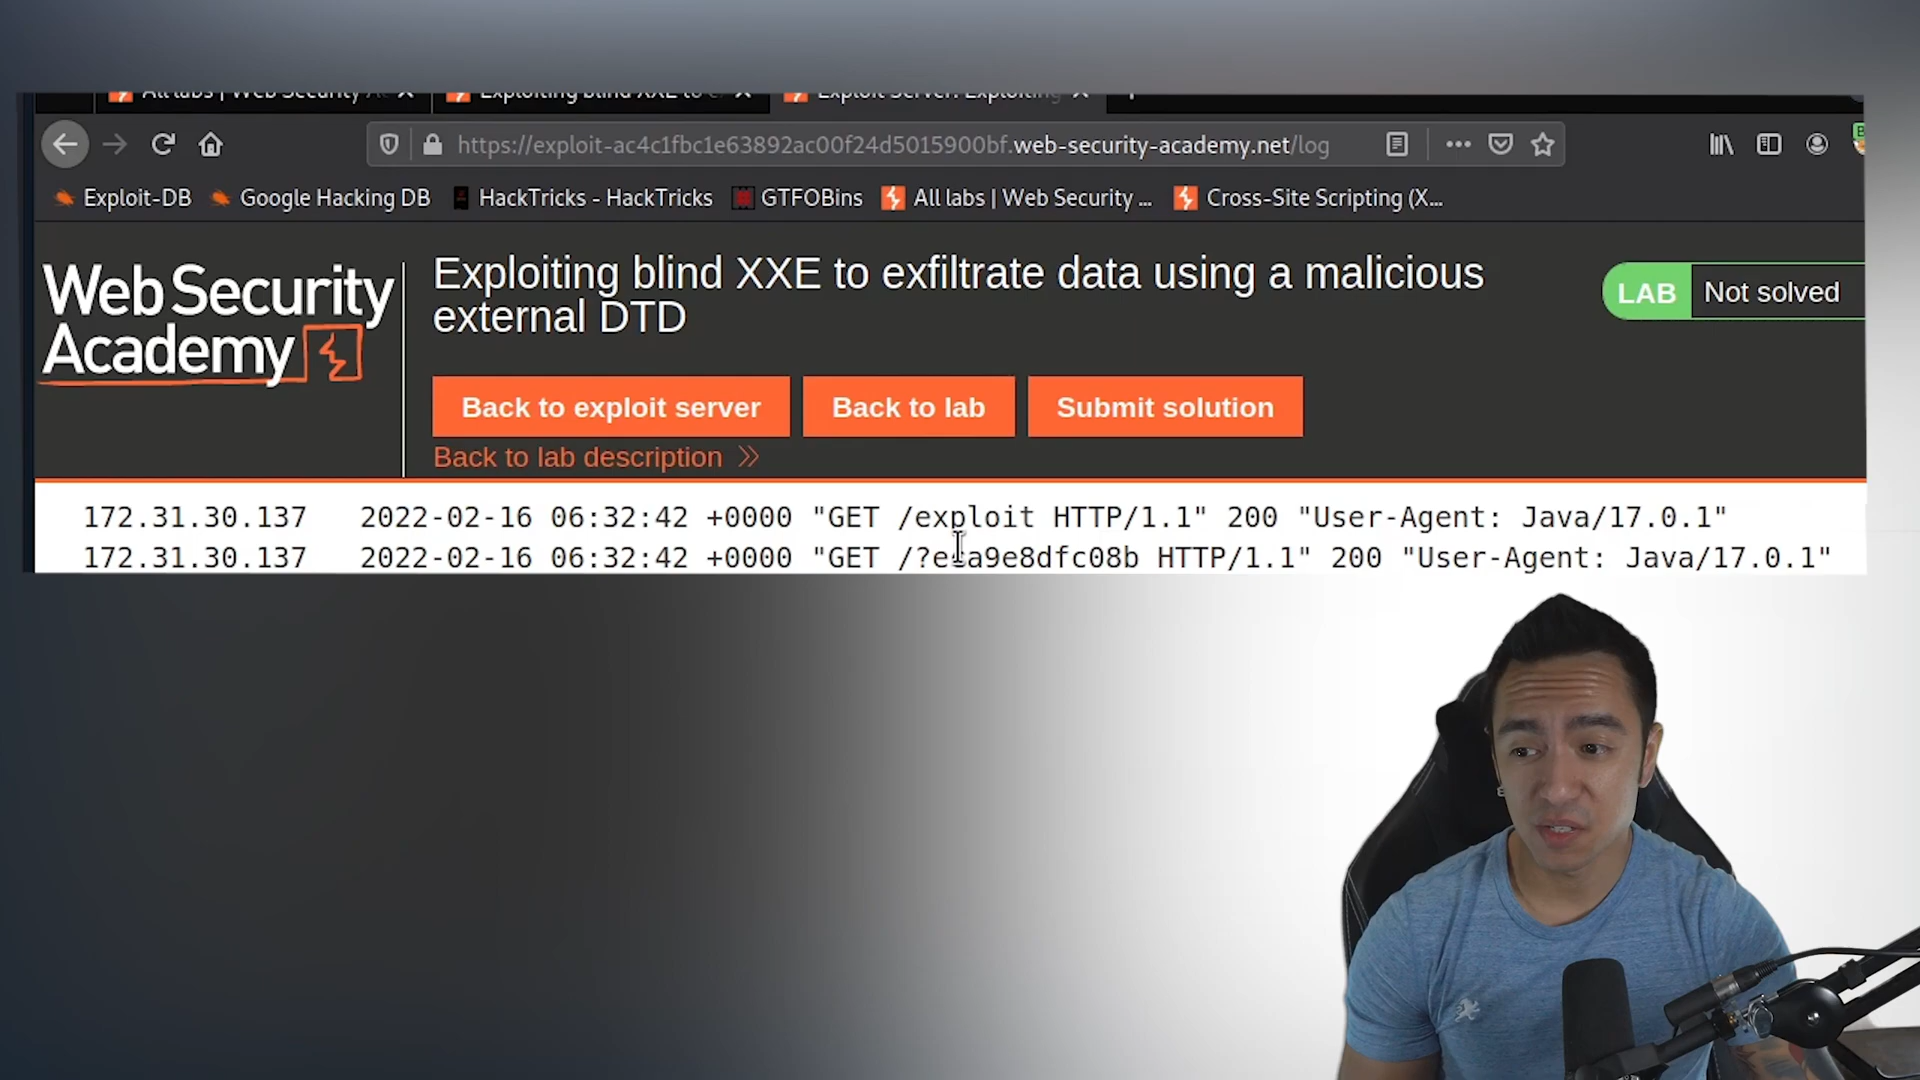 https://exploit-ac4c1fbc1e63892ac00f24d5015900bf.web-security-academy.net/log
Exploit-DB Google Hacking DB HackTricks - HackTricks GTFOBins All labs | Web Security ... Cross-Site Scripting (X...
Web Security
Academy
Exploiting blind XXE to exfiltrate data using a malicious
external DTD
LAB Not solved
Back to exploit server Back to lab Submit solution
Back to lab description
172.31.30.137 2022-02-16 06:32:42 +0000 "GET /exploit HTTP/1.1" 200 "User-Agent: Java/17.0.1"
172.31.30.137 2022-02-16 06:32:42 +0000 "GET HTTP/1.1" 200 "User-Agent: Java/17.0.1"